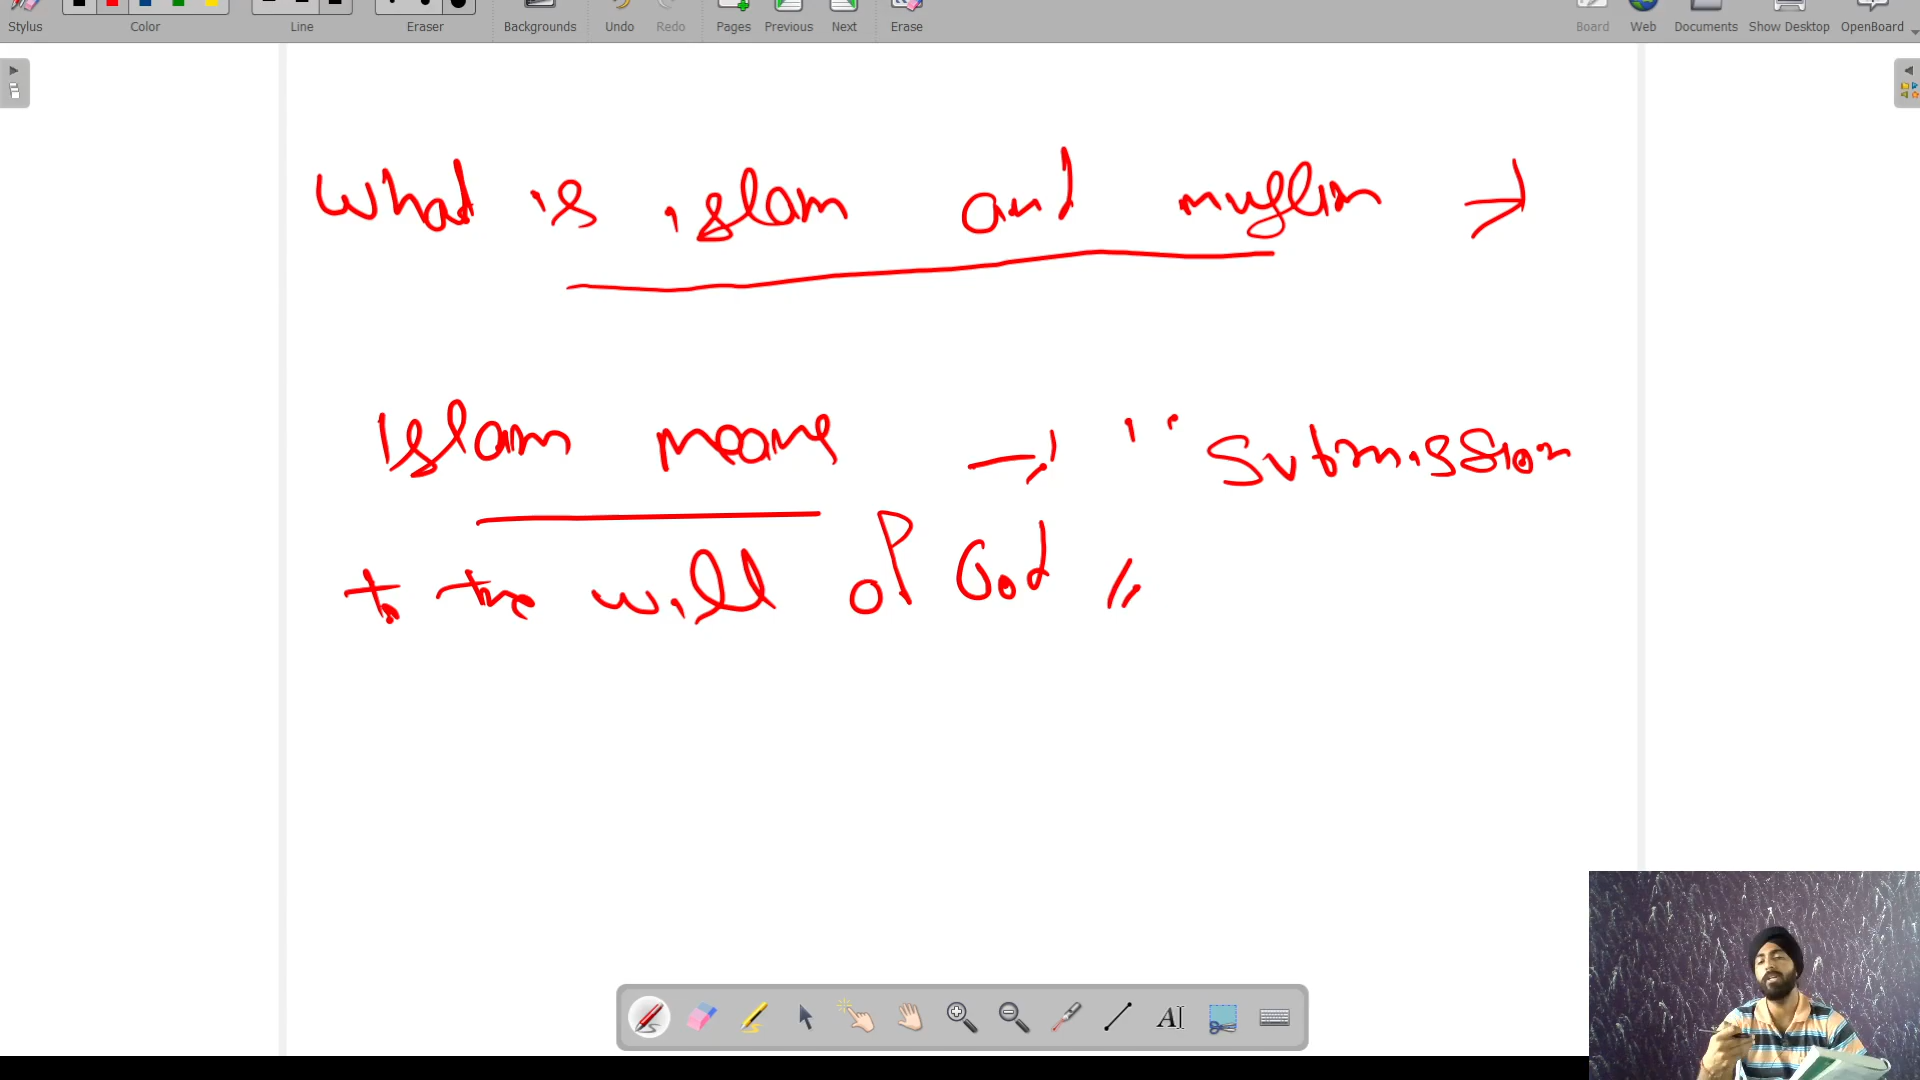 Stylus Color Line Eraser Backgrounds Undo Redo Pages Previous Next Erase Board Web Documents Show Desktop OpenBoard
What is islam and muslim →
Islam means → " Submission
to the will of God "